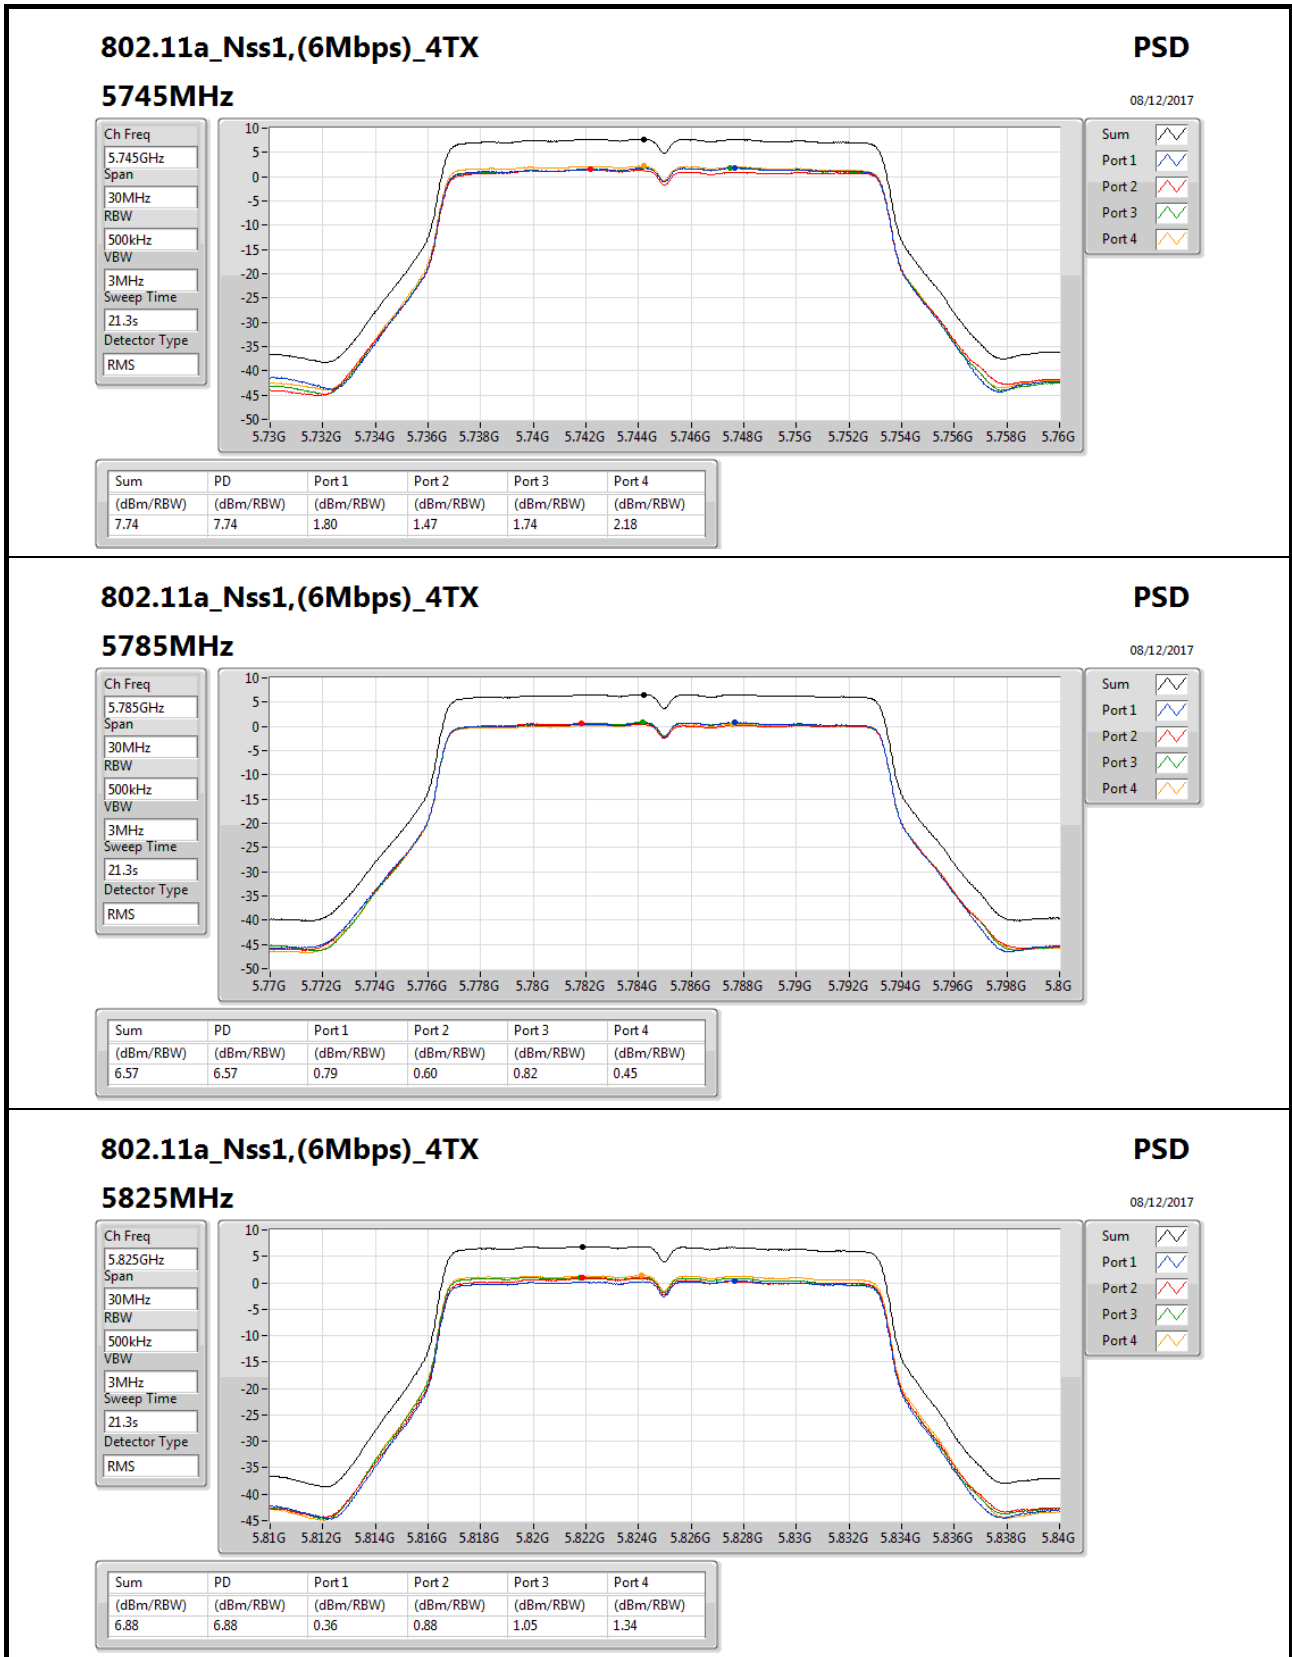 802.11a_Nss1,(6Mbps)_4TX PSD
5745MHz 08/12/2017
Ch Freq
5.745GHz
Span
30MHz
RBW
500kHz
VBW
3MHz
Sweep Time
21.3s
Detector Type
RMS
10
5
0
-5
-10
-15
-20
-25
-30
-35
-40
-45
-50
5.73G 5.732G 5.734G 5.736G 5.738G 5.74G 5.742G 5.744G 5.746G 5.748G 5.75G 5.752G 5.754G 5.756G 5.758G 5.76G
Sum
Port 1
Port 2
Port 3
Port 4
Sum PD Port 1 Port 2 Port 3 Port 4
(dBm/RBW) (dBm/RBW) (dBm/RBW) (dBm/RBW) (dBm/RBW) (dBm/RBW)
7.74 7.74 1.80 1.47 1.74 2.18
802.11a_Nss1,(6Mbps)_4TX PSD
5785MHz 08/12/2017
Ch Freq
5.785GHz
Span
30MHz
RBW
500kHz
VBW
3MHz
Sweep Time
21.3s
Detector Type
RMS
10
5
0
-5
-10
-15
-20
-25
-30
-35
-40
-45
-50
5.77G 5.772G 5.774G 5.776G 5.778G 5.78G 5.782G 5.784G 5.786G 5.788G 5.79G 5.792G 5.794G 5.796G 5.798G 5.8G
Sum
Port 1
Port 2
Port 3
Port 4
Sum PD Port 1 Port 2 Port 3 Port 4
(dBm/RBW) (dBm/RBW) (dBm/RBW) (dBm/RBW) (dBm/RBW) (dBm/RBW)
6.57 6.57 0.79 0.60 0.82 0.45
802.11a_Nss1,(6Mbps)_4TX PSD
5825MHz 08/12/2017
Ch Freq
5.825GHz
Span
30MHz
RBW
500kHz
VBW
3MHz
Sweep Time
21.3s
Detector Type
RMS
10
5
0
-5
-10
-15
-20
-25
-30
-35
-40
-45
5.81G 5.812G 5.814G 5.816G 5.818G 5.82G 5.822G 5.824G 5.826G 5.828G 5.83G 5.832G 5.834G 5.836G 5.838G 5.84G
Sum
Port 1
Port 2
Port 3
Port 4
Sum PD Port 1 Port 2 Port 3 Port 4
(dBm/RBW) (dBm/RBW) (dBm/RBW) (dBm/RBW) (dBm/RBW) (dBm/RBW)
6.88 6.88 0.36 0.88 1.05 1.34